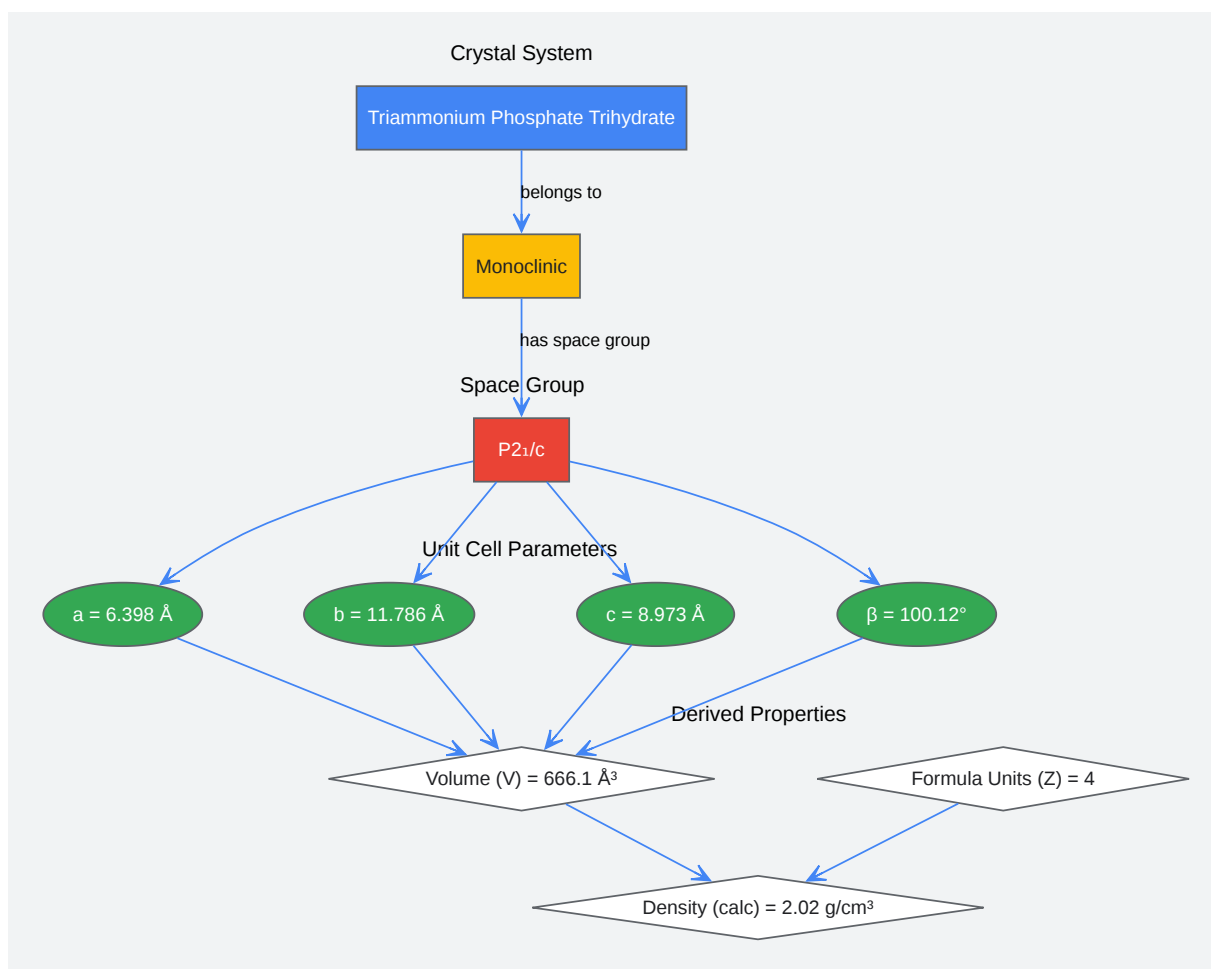 Crystal System
Triammonium Phosphate Trihydrate
belongs to
Monoclinic
has space group
Space Group
P2₁/c
Unit Cell Parameters
a = 6.398 Å
b = 11.786 Å
c = 8.973 Å
β = 100.12°
Derived Properties
Volume (V) = 666.1 Å³
Formula Units (Z) = 4
Density (calc) = 2.02 g/cm³